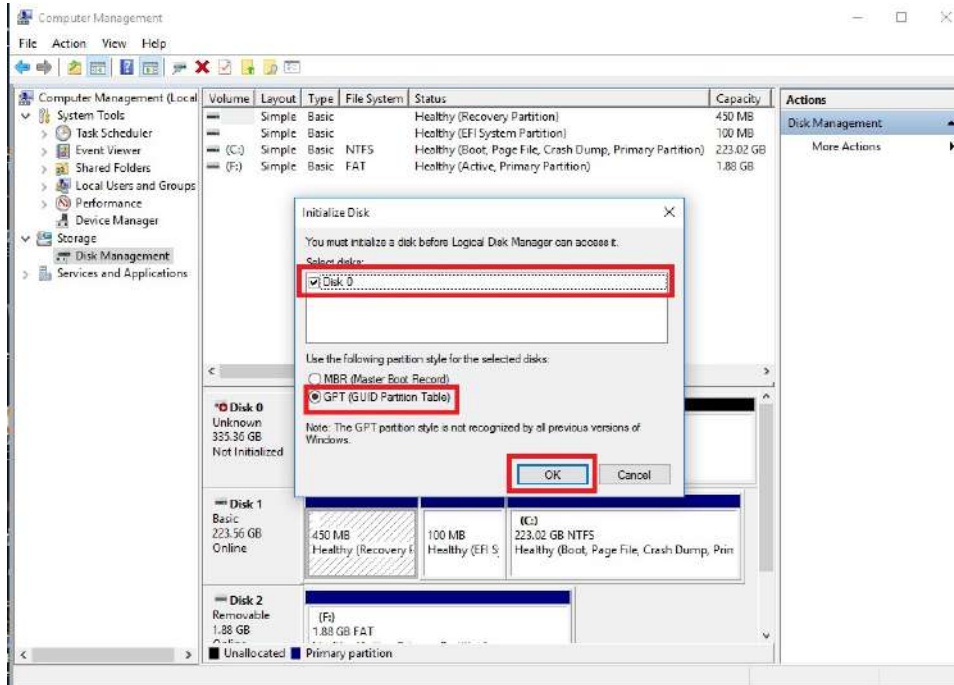 Computer Management
File Action View Help
Computer Management (Local
System Tools
Task Scheduler
Event Viewer
Shared Folders
Local Users and Groups
Performance
Device Manager
Storage
Disk Management
Services and Applications
Volume Layout Type File System Status Capacity
Simple Basic Healthy (Recovery Partition) 450 MB
Simple Basic Healthy (EFI System Partition) 100 MB
(C:) Simple Basic NTFS Healthy (Boot, Page File, Crash Dump, Primary Partition) 223.02 GB
(F:) Simple Basic FAT Healthy (Active, Primary Partition) 1.88 GB
Actions
Disk Management
More Actions
Initialize Disk
You must initialize a disk before Logical Disk Manager can access it.
Select disks:
Disk 0
Use the following partition style for the selected disks:
MBR (Master Boot Record)
GPT (GUID Partition Table)
Note: The GPT partition style is not recognized by all previous versions of
Windows.
OK Cancel
Disk 0
Unknown
335.36 GB
Not Initialized
Disk 1
Basic
223.56 GB
Online
450 MB
Healthy (Recovery P
100 MB
Healthy (EFI S
(C:)
223.02 GB NTFS
Healthy (Boot, Page File, Crash Dump, Prin
Disk 2
Removable
1.88 GB
(F:)
1.88 GB FAT
Unallocated Primary partition